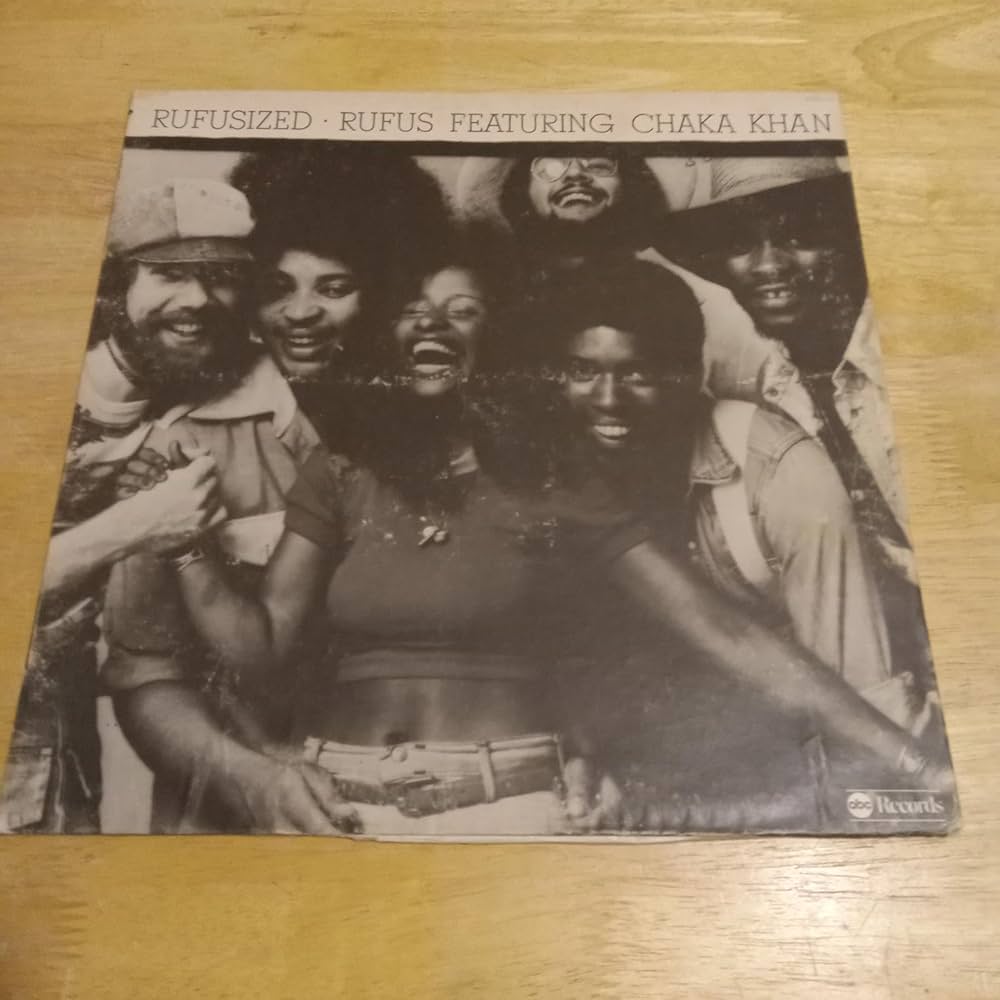 RUFUSIZED · RUFUS FEATURING CHAKA KHAN
abc Records